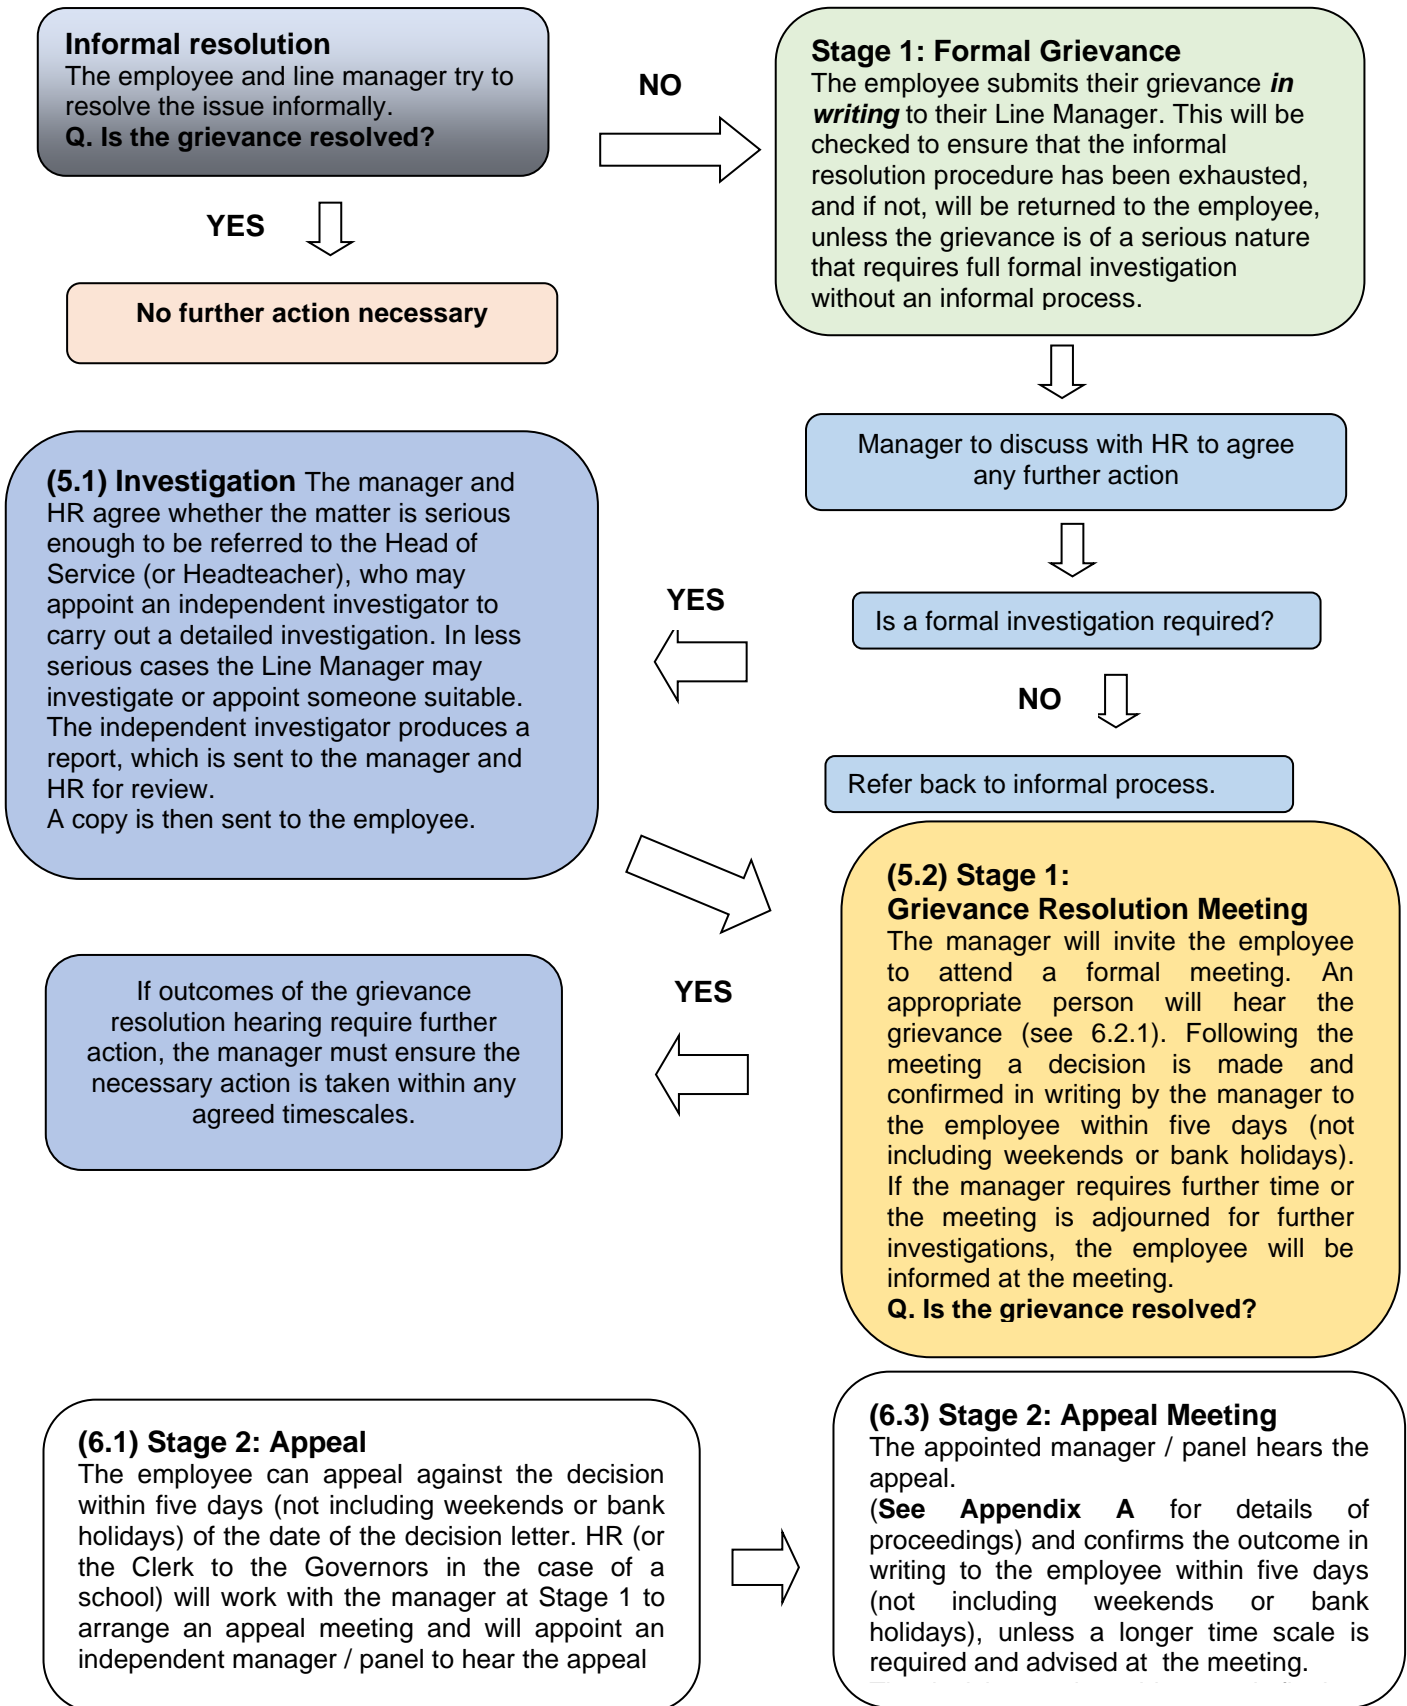 Informal resolution
The employee and line manager try to
resolve the issue informally.
Q. Is the grievance resolved?
NO
Stage 1: Formal Grievance
The employee submits their grievance in
writing to their Line Manager. This will be
checked to ensure that the informal
resolution procedure has been exhausted,
and if not, will be returned to the employee,
unless the grievance is of a serious nature
that requires full formal investigation
without an informal process.
YES
No further action necessary
Manager to discuss with HR to agree
any further action
(5.1) Investigation The manager and
HR agree whether the matter is serious
enough to be referred to the Head of
Service (or Headteacher), who may
appoint an independent investigator to
carry out a detailed investigation. In less
serious cases the Line Manager may
investigate or appoint someone suitable.
The independent investigator produces a
report, which is sent to the manager and
HR for review.
A copy is then sent to the employee.
YES
Is a formal investigation required?
NO
Refer back to informal process.
(5.2) Stage 1:
Grievance Resolution Meeting
The manager will invite the employee
to attend a formal meeting. An
appropriate person will hear the
grievance (see 6.2.1). Following the
meeting a decision is made and
confirmed in writing by the manager to
the employee within five days (not
including weekends or bank holidays).
If the manager requires further time or
the meeting is adjourned for further
investigations, the employee will be
informed at the meeting.
Q. Is the grievance resolved?
YES
If outcomes of the grievance
resolution hearing require further
action, the manager must ensure the
necessary action is taken within any
agreed timescales.
(6.1) Stage 2: Appeal
The employee can appeal against the decision
within five days (not including weekends or bank
holidays) of the date of the decision letter. HR (or
the Clerk to the Governors in the case of a
school) will work with the manager at Stage 1 to
arrange an appeal meeting and will appoint an
independent manager / panel to hear the appeal
(6.3) Stage 2: Appeal Meeting
The appointed manager / panel hears the
appeal.
(See Appendix A for details of
proceedings) and confirms the outcome in
writing to the employee within five days
(not including weekends or bank
holidays), unless a longer time scale is
required and advised at the meeting.